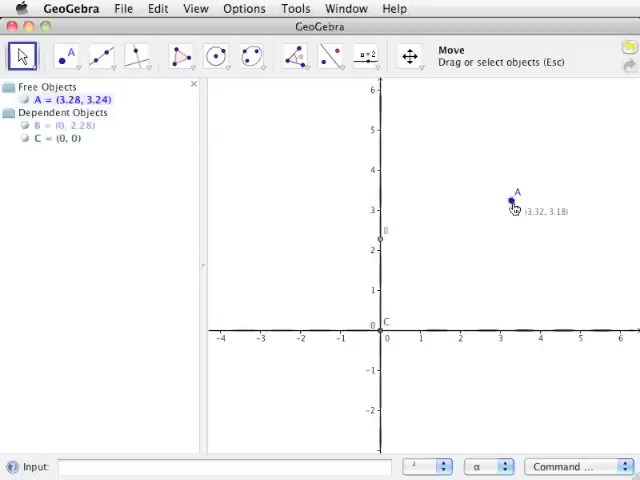 GeoGebra File Edit View Options Tools Window Help
GeoGebra
A
α
a=2
Move
Drag or select objects (Esc)
Free Objects
A = (3.28, 3.24)
Dependent Objects
B = (0, 2.28)
C = (0, 0)
6
5
4
A
3
(3.32, 3.18)
B
2
1
C
0
-4 -3 -2 -1 0 1 2 3 4 5 6
-1
-2
Input: ² α Command ...